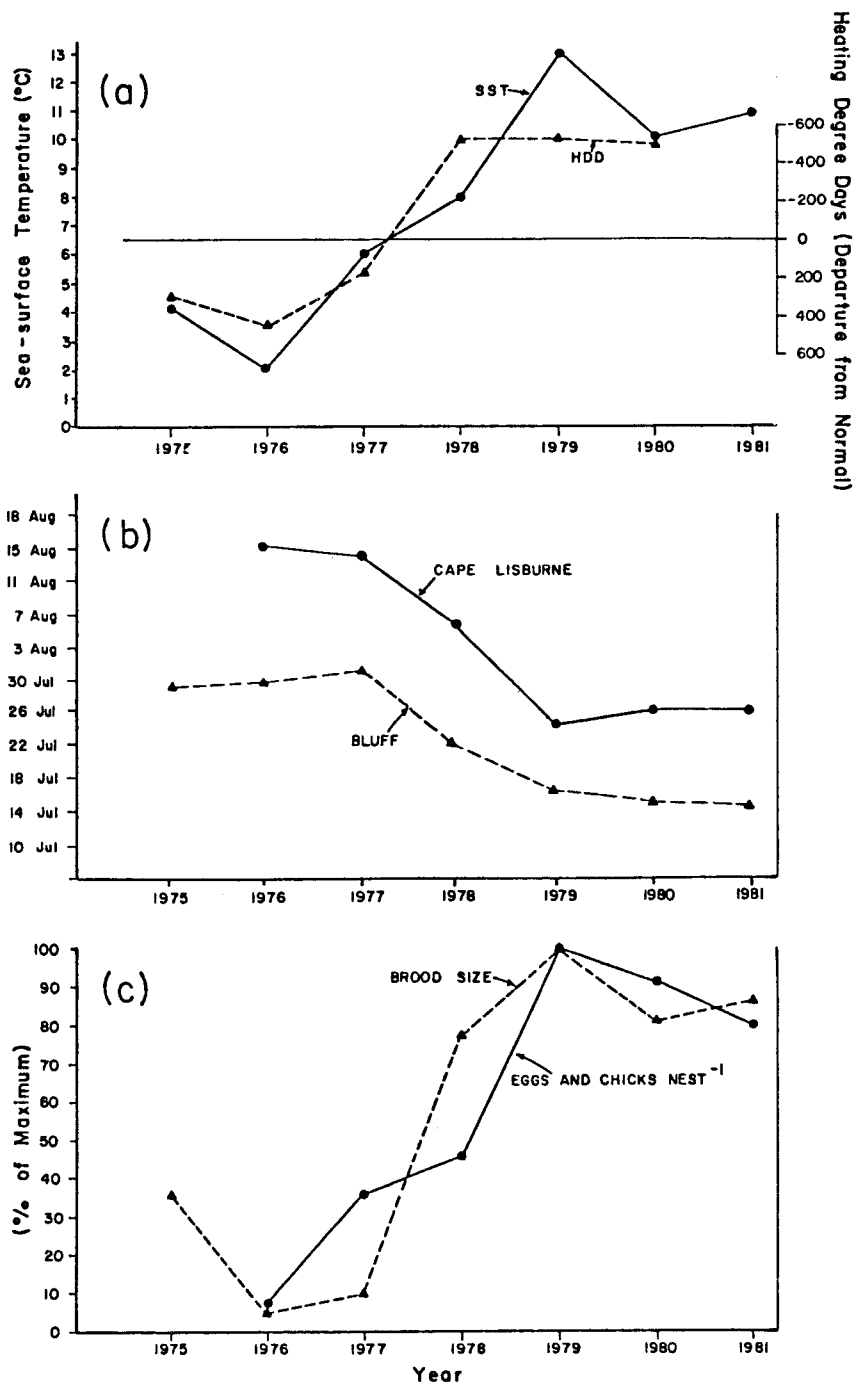 (a)
Sea-surface Temperature (°C)
13
12
11
10
9
8
7
6
5
4
3
2
1
0
SST
HDD
-600
-400
-200
0
200
400
600
Heating Degree Days (Departure from Normal)
1975 1976 1977 1978 1979 1980 1981
(b)
18 Aug
15 Aug
11 Aug
7 Aug
3 Aug
30 Jul
26 Jul
22 Jul
18 Jul
14 Jul
10 Jul
CAPE LISBURNE
BLUFF
1975 1976 1977 1978 1979 1980 1981
(c)
(% of Maximum)
100
90
80
70
60
50
40
30
20
10
0
BROOD SIZE
EGGS AND CHICKS NEST⁻¹
1975 1976 1977 1978 1979 1980 1981
Year